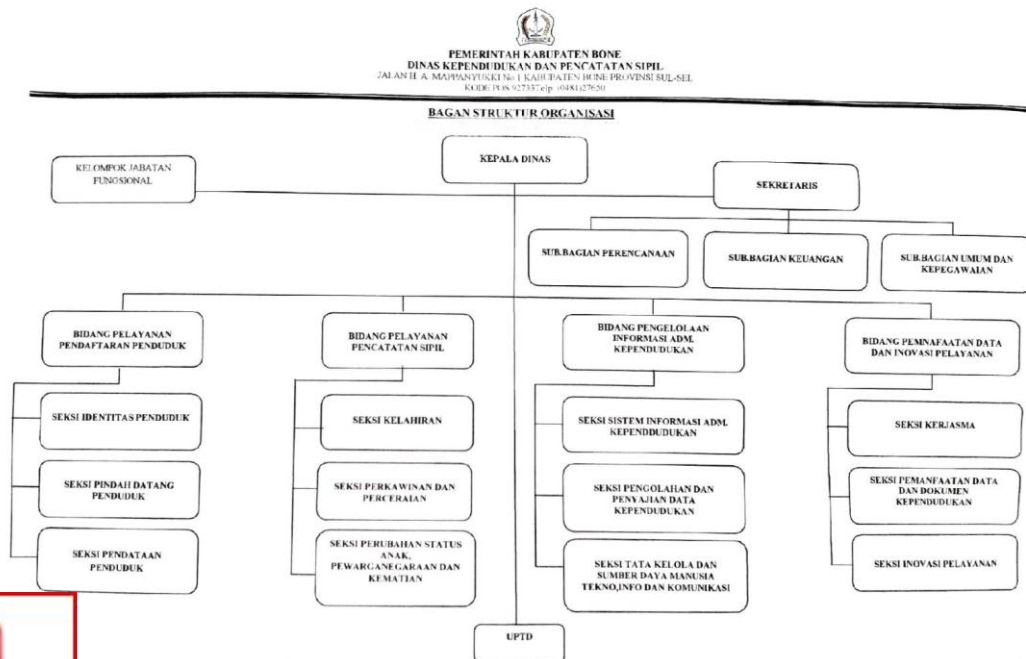 PEMERINTAH KABUPATEN BONE
DINAS KEPENDUDUKAN DAN PENCATATAN SIPIL
JALAN H. A. MAPPANYUKKI No 1 KABUPATEN BONE PROVINSI SUL-SEL
KODE POS 92733Telp. (0481)27650
BAGAN STRUKTUR ORGANISASI
KELOMPOK JABATAN
FUNGSIONAL
KEPALA DINAS
SEKRETARIS
SUB.BAGIAN PERENCANAAN
SUB.BAGIAN KEUANGAN
SUB.BAGIAN UMUM DAN
KEPEGAWAIAN
BIDANG PELAYANAN
PENDAFTARAN PENDUDUK
SEKSI IDENTITAS PENDUDUK
SEKSI PINDAH DATANG
PENDUDUK
SEKSI PENDATAAN
PENDUDUK
BIDANG PELAYANAN
PENCATATAN SIPIL
SEKSI KELAHIRAN
SEKSI PERKAWINAN DAN
PERCERAIAN
SEKSI PERUBAHAN STATUS
ANAK,
PEWARGANEGARAAN DAN
KEMATIAN
BIDANG PENGELOLAAN
INFORMASI ADM.
KEPENDUDUKAN
SEKSI SISTEM INFORMASI ADM.
KEPENDDUDUKAN
SEKSI PENGOLAHAN DAN
PENYAJIAN DATA
KEPENDUDUKAN
SEKSI TATA KELOLA DAN
SUMBER DAYA MANUSIA
TEKNO,INFO DAN KOMUNIKASI
BIDANG PEMNAFAATAN DATA
DAN INOVASI PELAYANAN
SEKSI KERJASMA
SEKSI PEMANFAATAN DATA
DAN DOKUMEN
KEPENDUDUKAN
SEKSI INOVASI PELAYANAN
UPTD